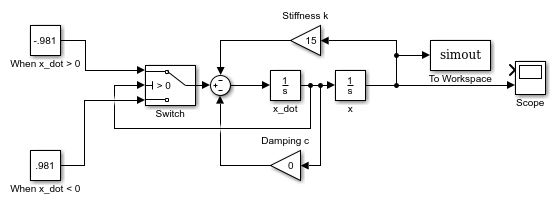 Stiffness k
-.981
15
simout
When x_dot > 0
To Workspace
> 0
1
s
1
s
Scope
Switch
x_dot
x
Damping c
.981
0
When x_dot < 0